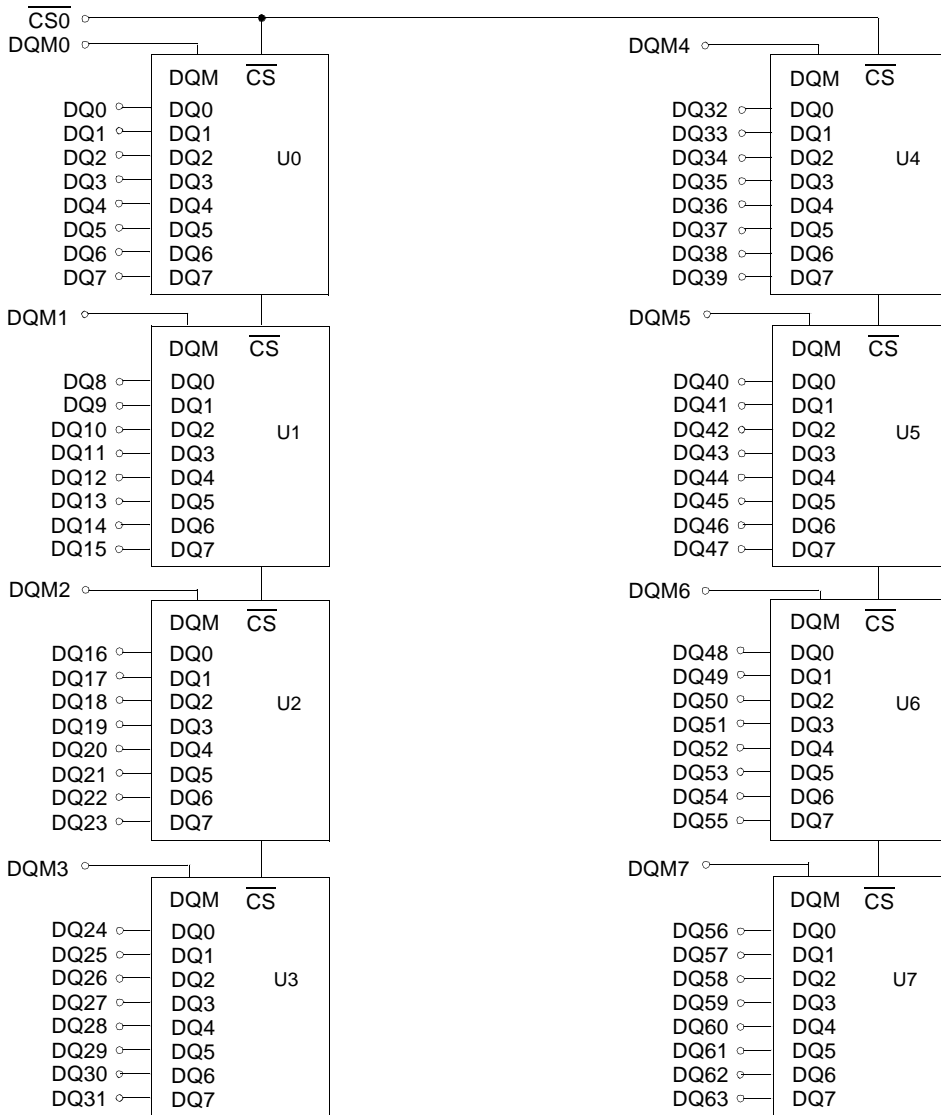 CS0
DQM0
DQM CS
DQ0 DQ0
DQ1 DQ1
DQ2 DQ2 U0
DQ3 DQ3
DQ4 DQ4
DQ5 DQ5
DQ6 DQ6
DQ7 DQ7
DQM1
DQM CS
DQ8 DQ0
DQ9 DQ1
DQ10 DQ2 U1
DQ11 DQ3
DQ12 DQ4
DQ13 DQ5
DQ14 DQ6
DQ15 DQ7
DQM2
DQM CS
DQ16 DQ0
DQ17 DQ1
DQ18 DQ2 U2
DQ19 DQ3
DQ20 DQ4
DQ21 DQ5
DQ22 DQ6
DQ23 DQ7
DQM3
DQM CS
DQ24 DQ0
DQ25 DQ1
DQ26 DQ2 U3
DQ27 DQ3
DQ28 DQ4
DQ29 DQ5
DQ30 DQ6
DQ31 DQ7
DQM4
DQM CS
DQ32 DQ0
DQ33 DQ1
DQ34 DQ2 U4
DQ35 DQ3
DQ36 DQ4
DQ37 DQ5
DQ38 DQ6
DQ39 DQ7
DQM5
DQM CS
DQ40 DQ0
DQ41 DQ1
DQ42 DQ2 U5
DQ43 DQ3
DQ44 DQ4
DQ45 DQ5
DQ46 DQ6
DQ47 DQ7
DQM6
DQM CS
DQ48 DQ0
DQ49 DQ1
DQ50 DQ2 U6
DQ51 DQ3
DQ52 DQ4
DQ53 DQ5
DQ54 DQ6
DQ55 DQ7
DQM7
DQM CS
DQ56 DQ0
DQ57 DQ1
DQ58 DQ2 U7
DQ59 DQ3
DQ60 DQ4
DQ61 DQ5
DQ62 DQ6
DQ63 DQ7